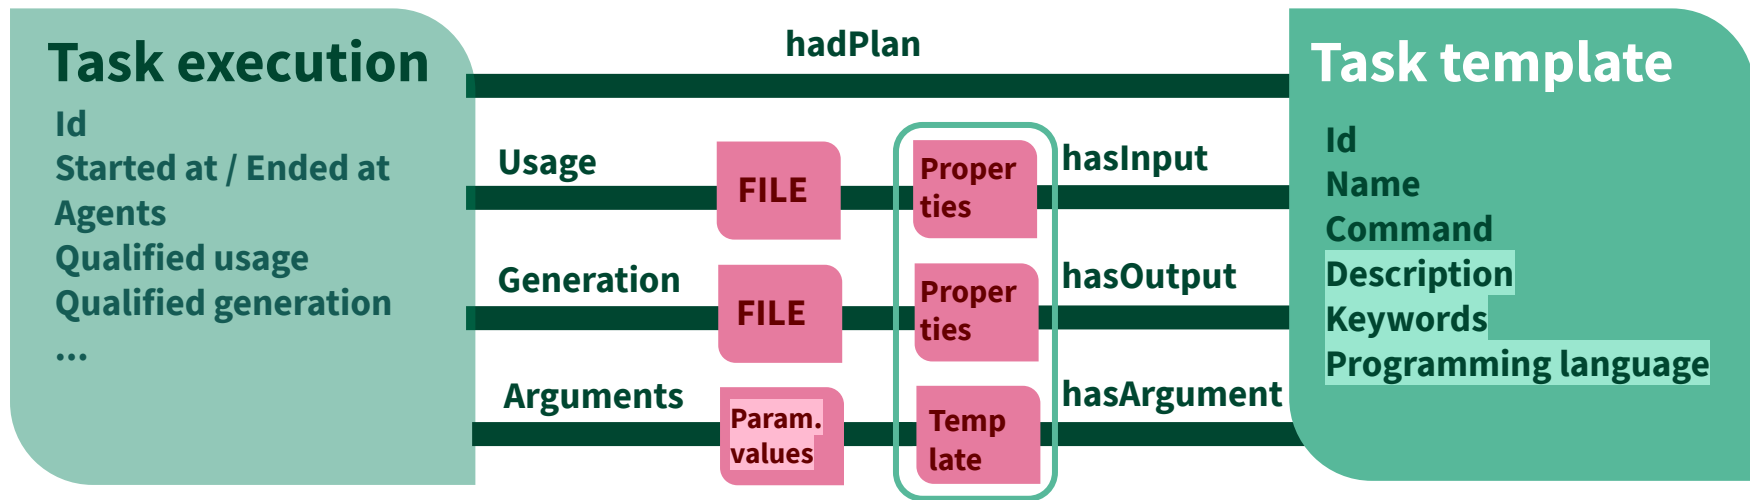 Task execution
Id
Started at / Ended at
Agents
Qualified usage
Qualified generation
...
hadPlan
Usage
FILE
Proper
ties
hasInput
Generation
FILE
Proper
ties
hasOutput
Arguments
Param.
values
Temp
late
hasArgument
Task template
Id
Name
Command
Description
Keywords
Programming language